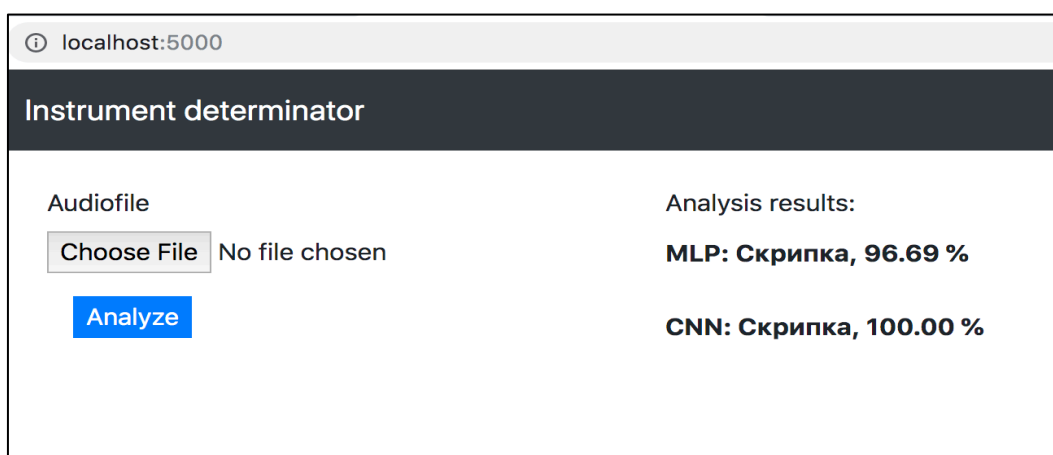 localhost:5000
Instrument determinator
Audiofile
Choose File No file chosen
Analyze
Analysis results:
MLP: Скрипка, 96.69 %
CNN: Скрипка, 100.00 %